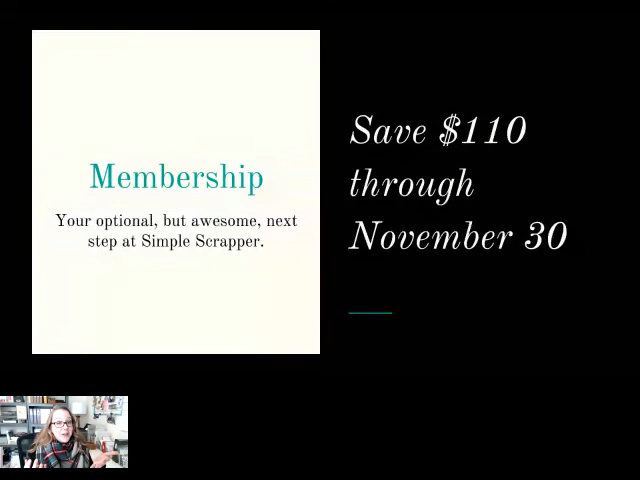 Membership
Your optional, but awesome, next
step at Simple Scrapper.
Save $110
through
November 30